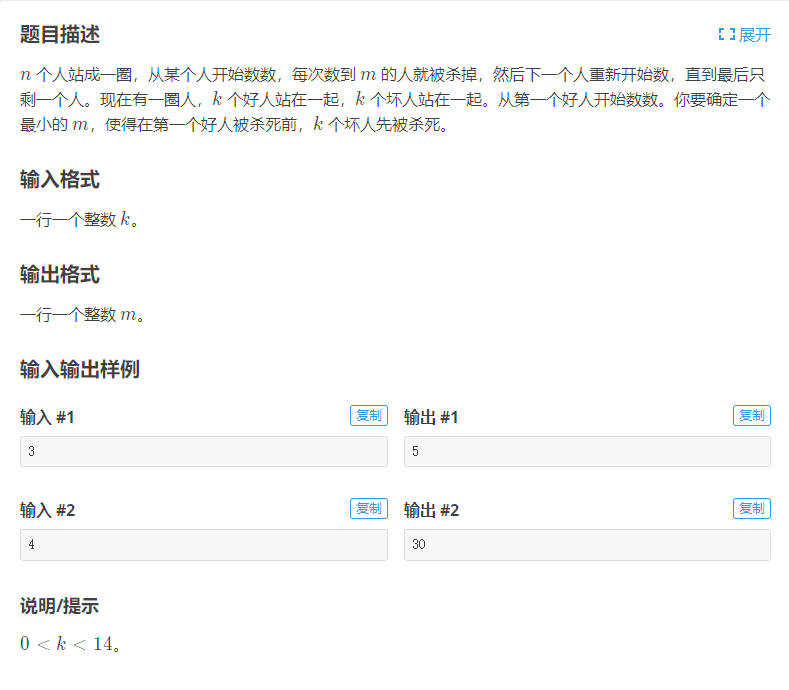 题目描述
展开
n 个人站成一圈，从某个人开始数数，每次数到 m 的人就被杀掉，然后下一个人重新开始数，直到最后只
剩一个人。现在有一圈人，k 个好人站在一起，k 个坏人站在一起。从第一个好人开始数数。你要确定一个
最小的 m，使得在第一个好人被杀死前，k 个坏人先被杀死。
输入格式
一行一个整数 k。
输出格式
一行一个整数 m。
输入输出样例
输入 #1 复制 输出 #1 复制
3 5
输入 #2 复制 输出 #2 复制
4 30
说明/提示
0 < k < 14。